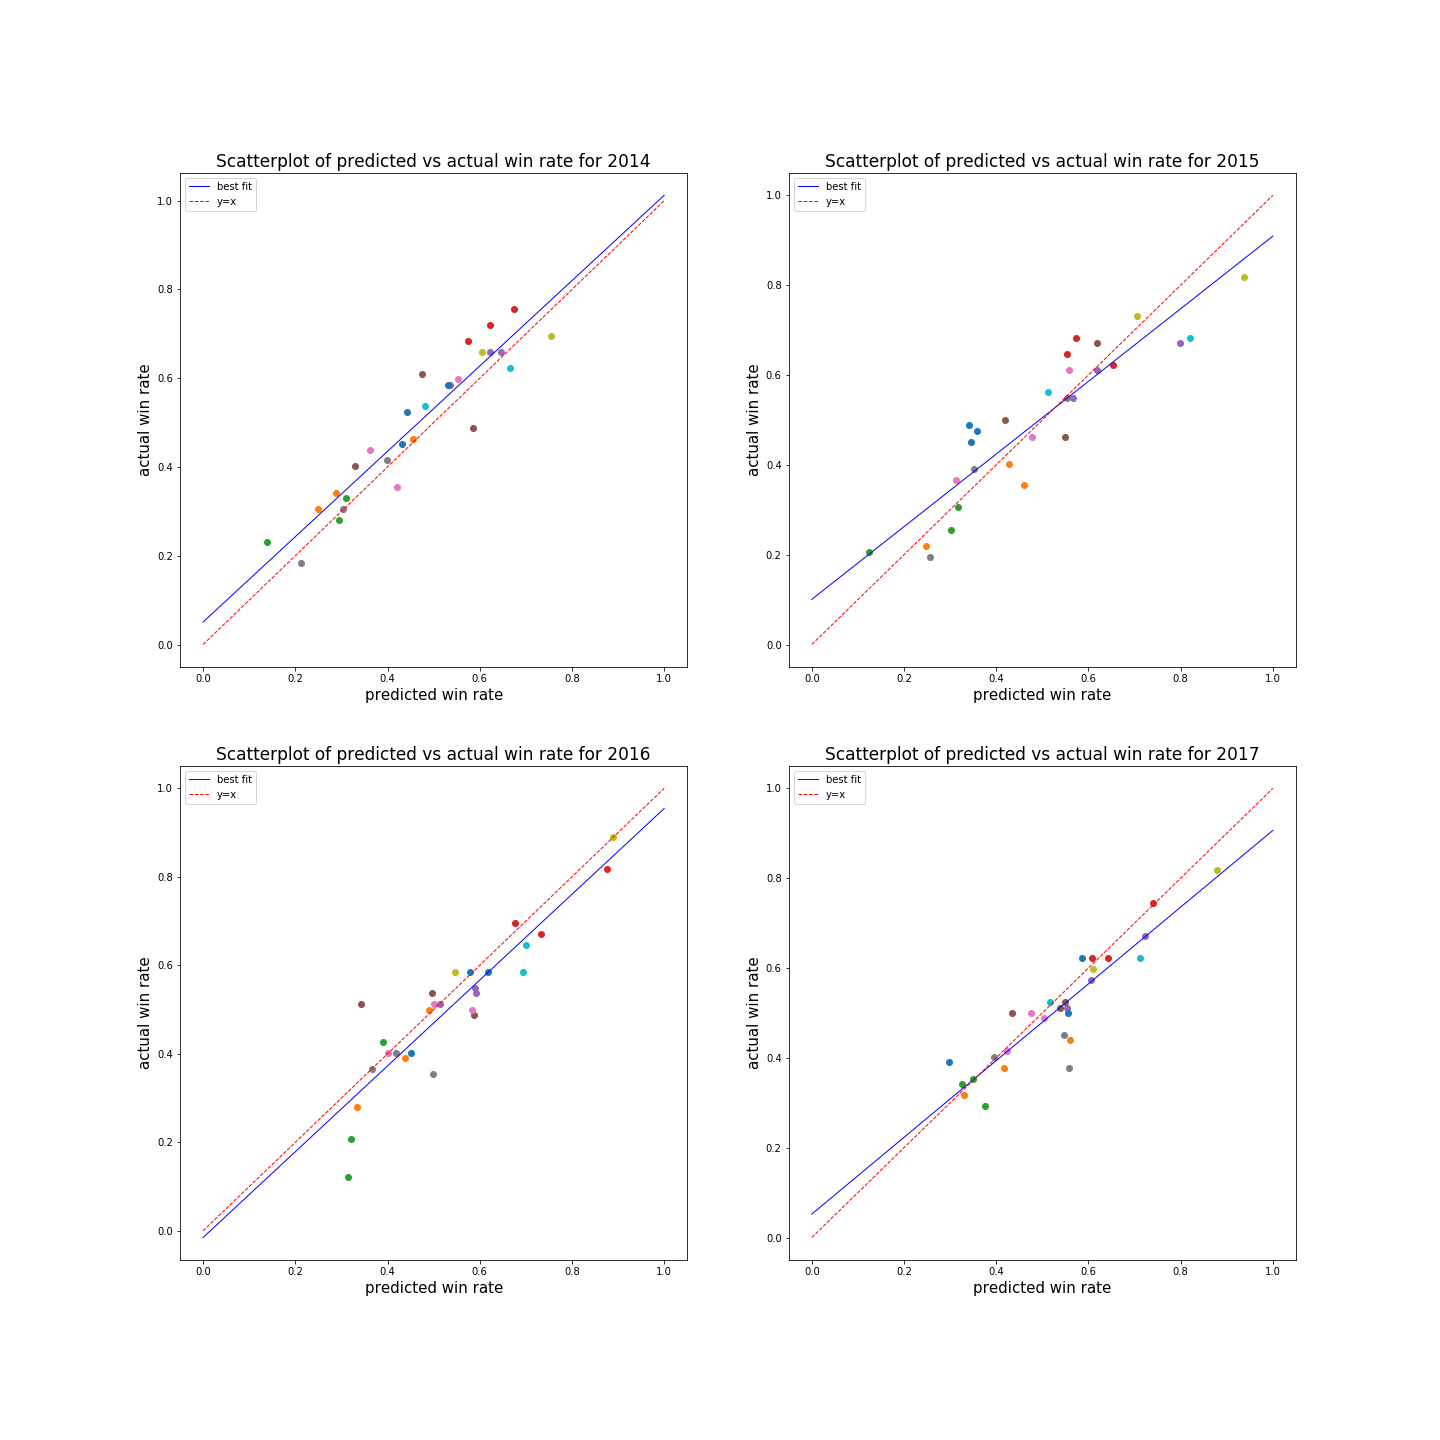 Scatterplot of predicted vs actual win rate for 2014
best fit
y=x
1.0
0.8
0.6
0.4
0.2
0.0
actual win rate
0.0 0.2 0.4 0.6 0.8 1.0
predicted win rate
Scatterplot of predicted vs actual win rate for 2015
best fit
y=x
1.0
0.8
0.6
0.4
0.2
0.0
actual win rate
0.0 0.2 0.4 0.6 0.8 1.0
predicted win rate
Scatterplot of predicted vs actual win rate for 2016
best fit
y=x
1.0
0.8
0.6
0.4
0.2
0.0
actual win rate
0.0 0.2 0.4 0.6 0.8 1.0
predicted win rate
Scatterplot of predicted vs actual win rate for 2017
best fit
y=x
1.0
0.8
0.6
0.4
0.2
0.0
actual win rate
0.0 0.2 0.4 0.6 0.8 1.0
predicted win rate